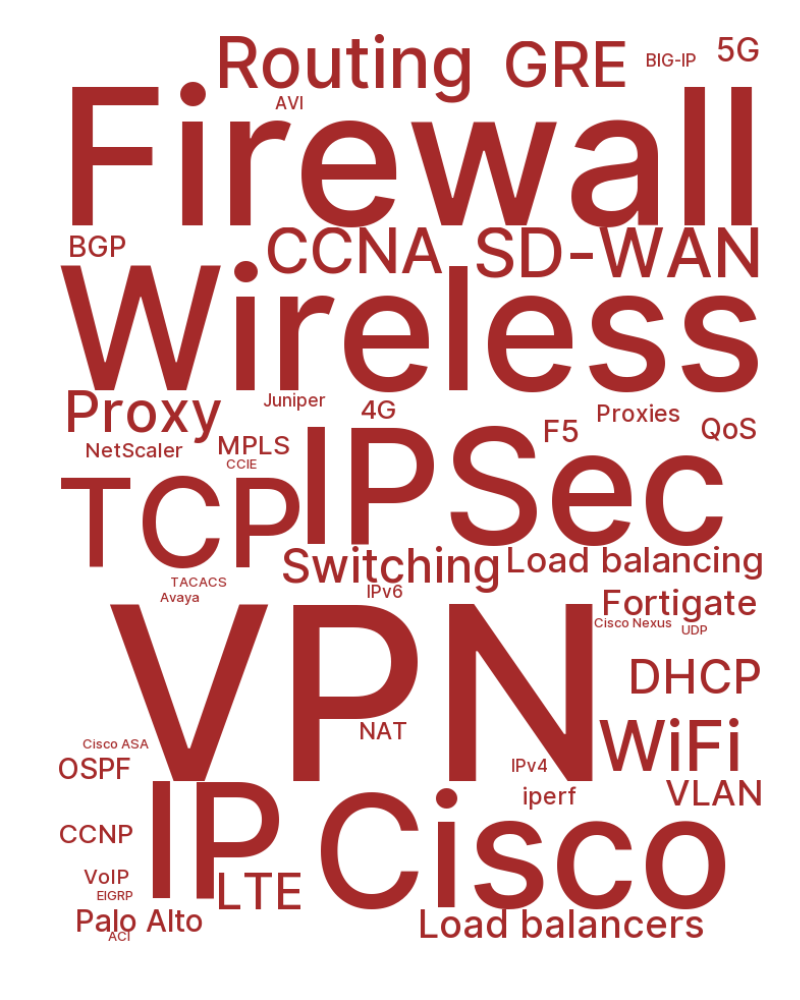 Routing GRE BIG-IP 5G
AVI
Firewall
BGP CCNA SD-WAN
Wireless
Proxy Juniper 4G Proxies
NetScaler MPLS F5 QoS
CCIE
TCP IPSec
Switching Load balancing
TACACS IPv6
Avaya Fortigate
Cisco Nexus UDP
VPN DHCP
NAT WiFi
Cisco ASA
OSPF IPv4
iperf VLAN
IP Cisco
CCNP
VoIP LTE
EIGRP
Palo Alto Load balancers
ACI